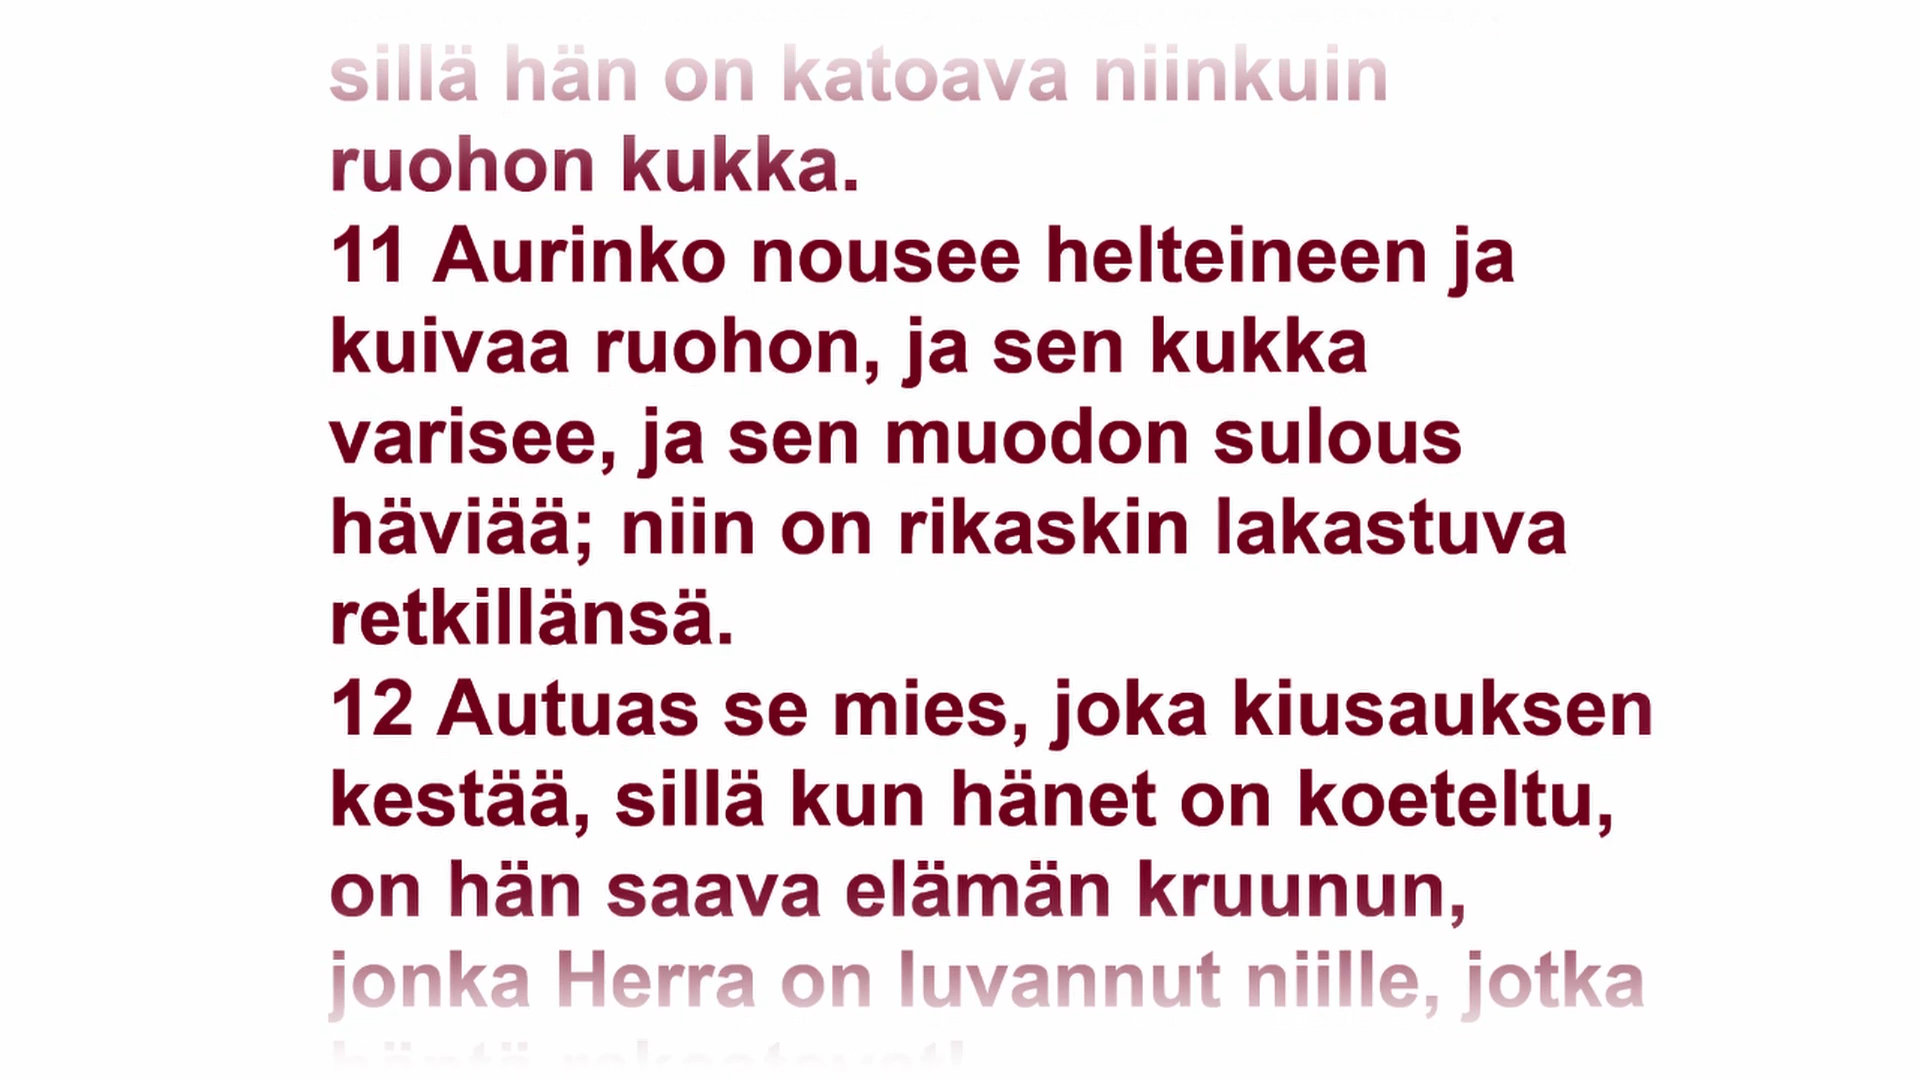 sillä hän on katoava niinkuin
ruohon kukka.
11 Aurinko nousee helteineen ja
kuivaa ruohon, ja sen kukka
varisee, ja sen muodon sulous
häviää; niin on rikaskin lakastuva
retkillänsä.
12 Autuas se mies, joka kiusauksen
kestää, sillä kun hänet on koeteltu,
on hän saava elämän kruunun,
jonka Herra on luvannut niille, jotka
häntä rakastavat!